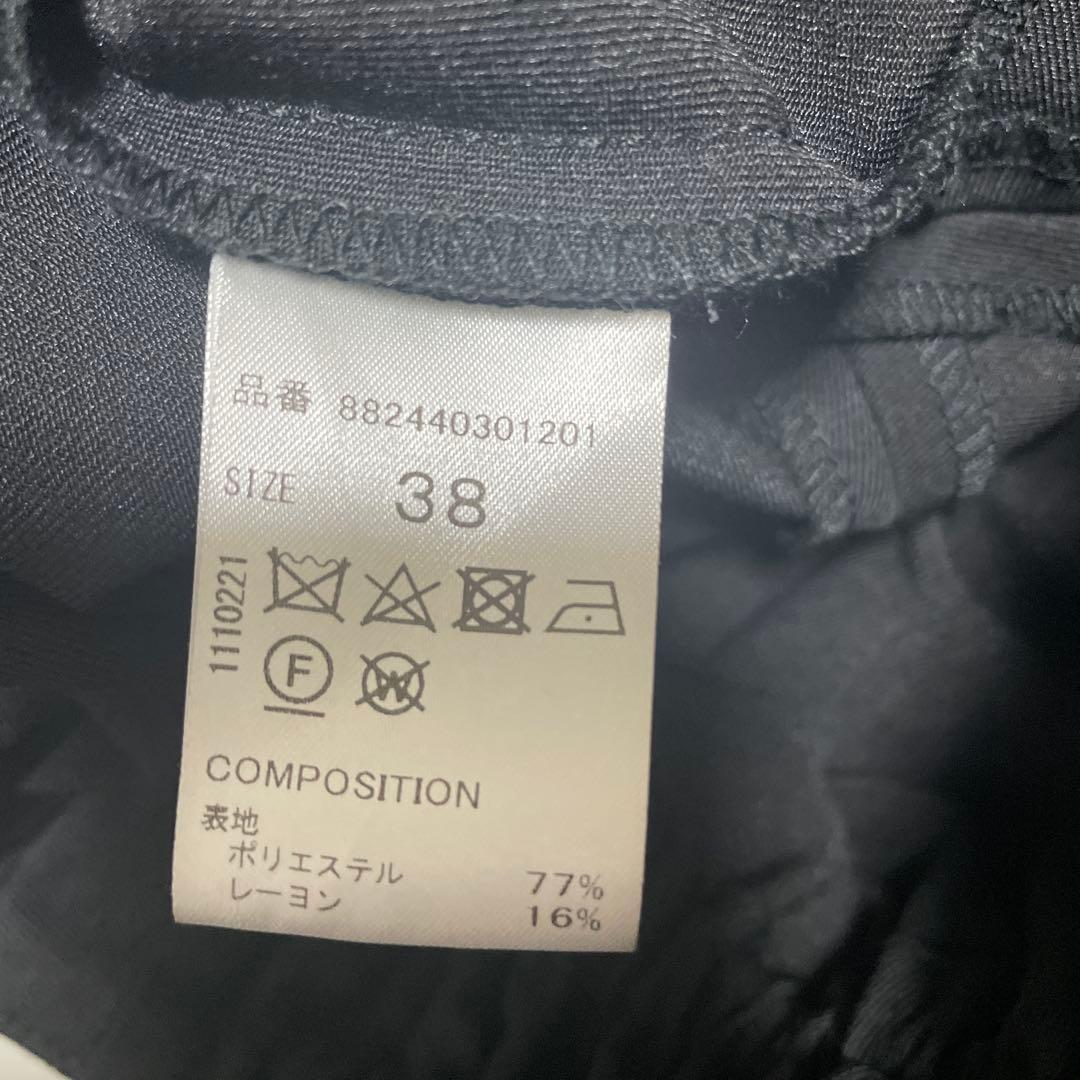 品番 882440301201
SIZE 38
1110221
F
W
COMPOSITION
表地
ポリエステル 77%
レーヨン 16%